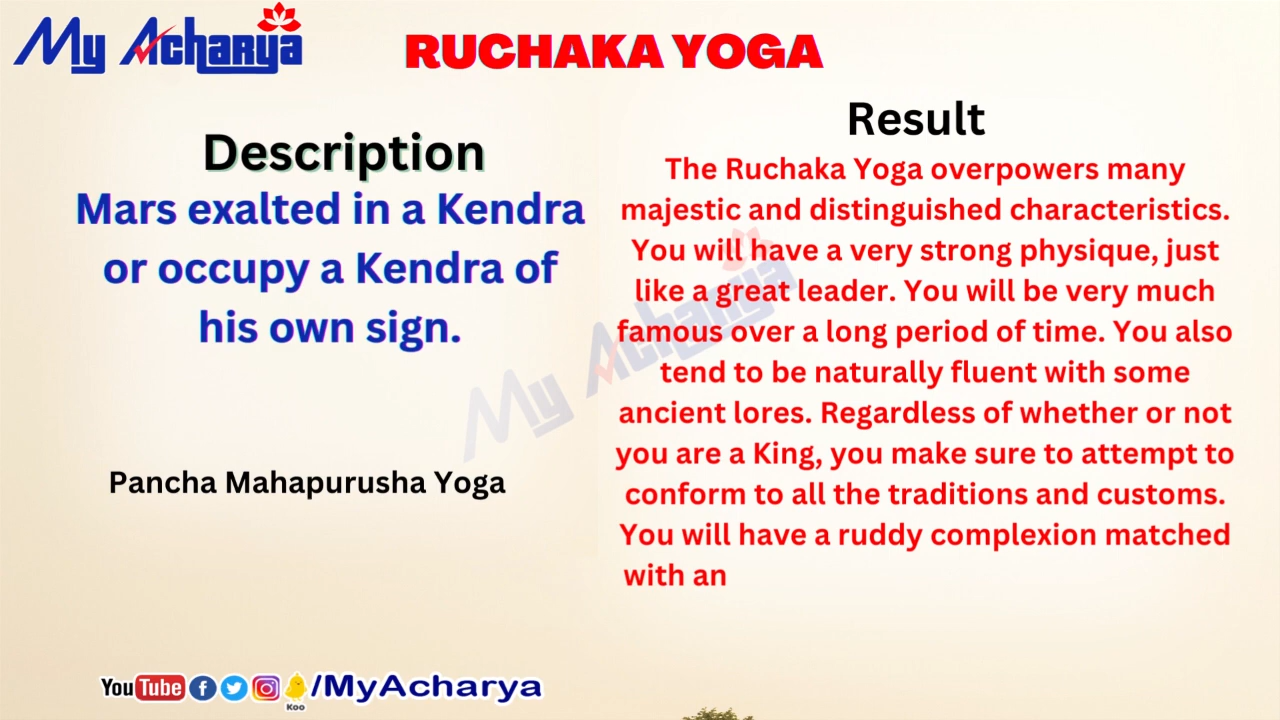 My Acharya
RUCHAKA YOGA
Description
Mars exalted in a Kendra
or occupy a Kendra of
his own sign.
Pancha Mahapurusha Yoga
Result
The Ruchaka Yoga overpowers many
majestic and distinguished characteristics.
You will have a very strong physique, just
like a great leader. You will be very much
famous over a long period of time. You also
tend to be naturally fluent with some
ancient lores. Regardless of whether or not
you are a King, you make sure to attempt to
conform to all the traditions and customs.
You will have a ruddy complexion matched
with an
My Acharya
YouTube Koo /MyAcharya